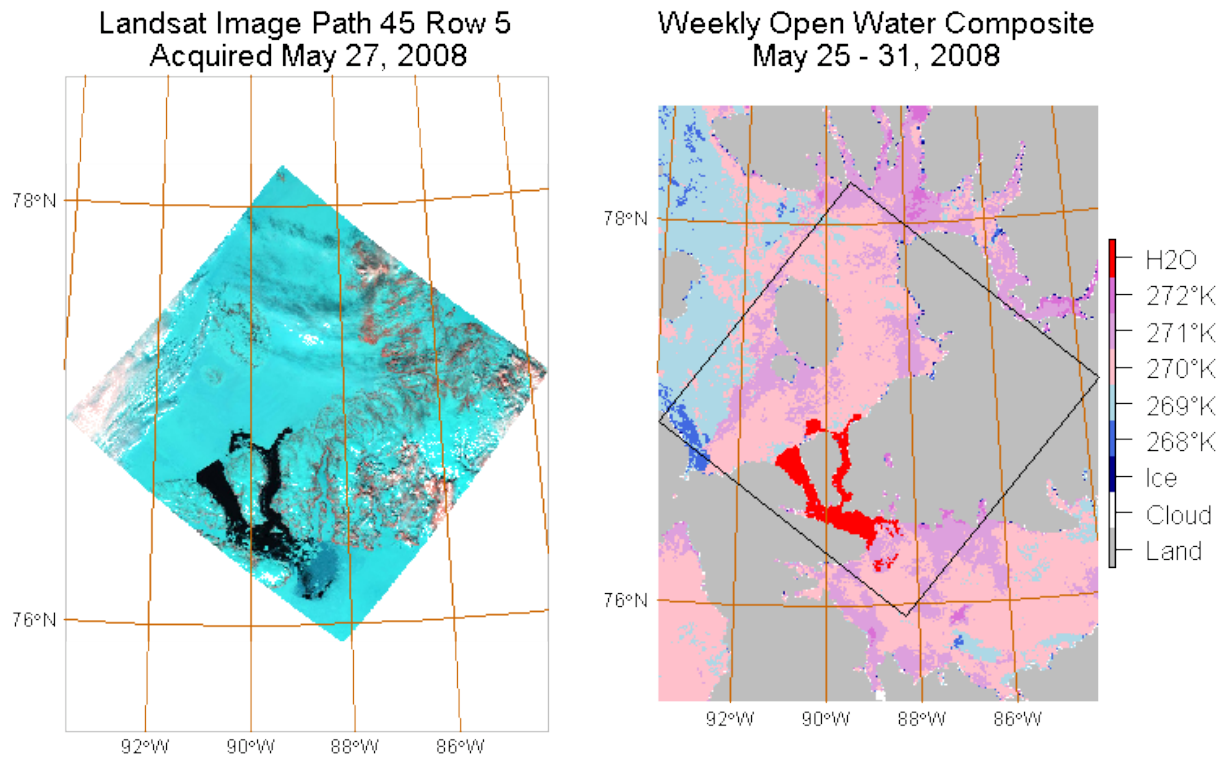 Landsat Image Path 45 Row 5
Acquired May 27, 2008
78°N
76°N
92°W
90°W
88°W
86°W
Weekly Open Water Composite
May 25 - 31, 2008
78°N
76°N
92°W
90°W
88°W
86°W
H2O
272°K
271°K
270°K
269°K
268°K
Ice
Cloud
Land